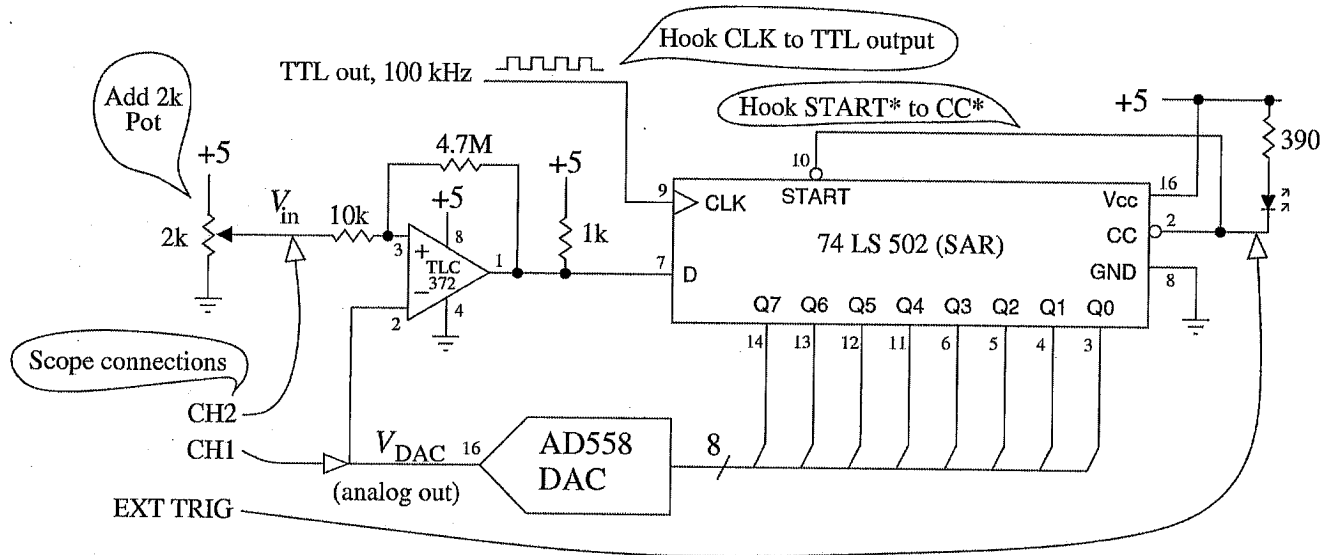 Hook CLK to TTL output
TTL out, 100 kHz
Add 2k
Pot
Hook START* to CC*
+5
390
+5
4.7M
+5
10
16
9
CLK
START
Vcc
Vin
10k
+5
2
2k
3
+
8
1k
CC
TLC
372
1
74 LS 502 (SAR)
7
D
GND
–
4
8
2
Q7 Q6 Q5 Q4 Q3 Q2 Q1 Q0
14 13 12 11 6 5 4 3
Scope connections
CH2
CH1
VDAC
16
AD558
DAC
8
(analog out)
EXT TRIG